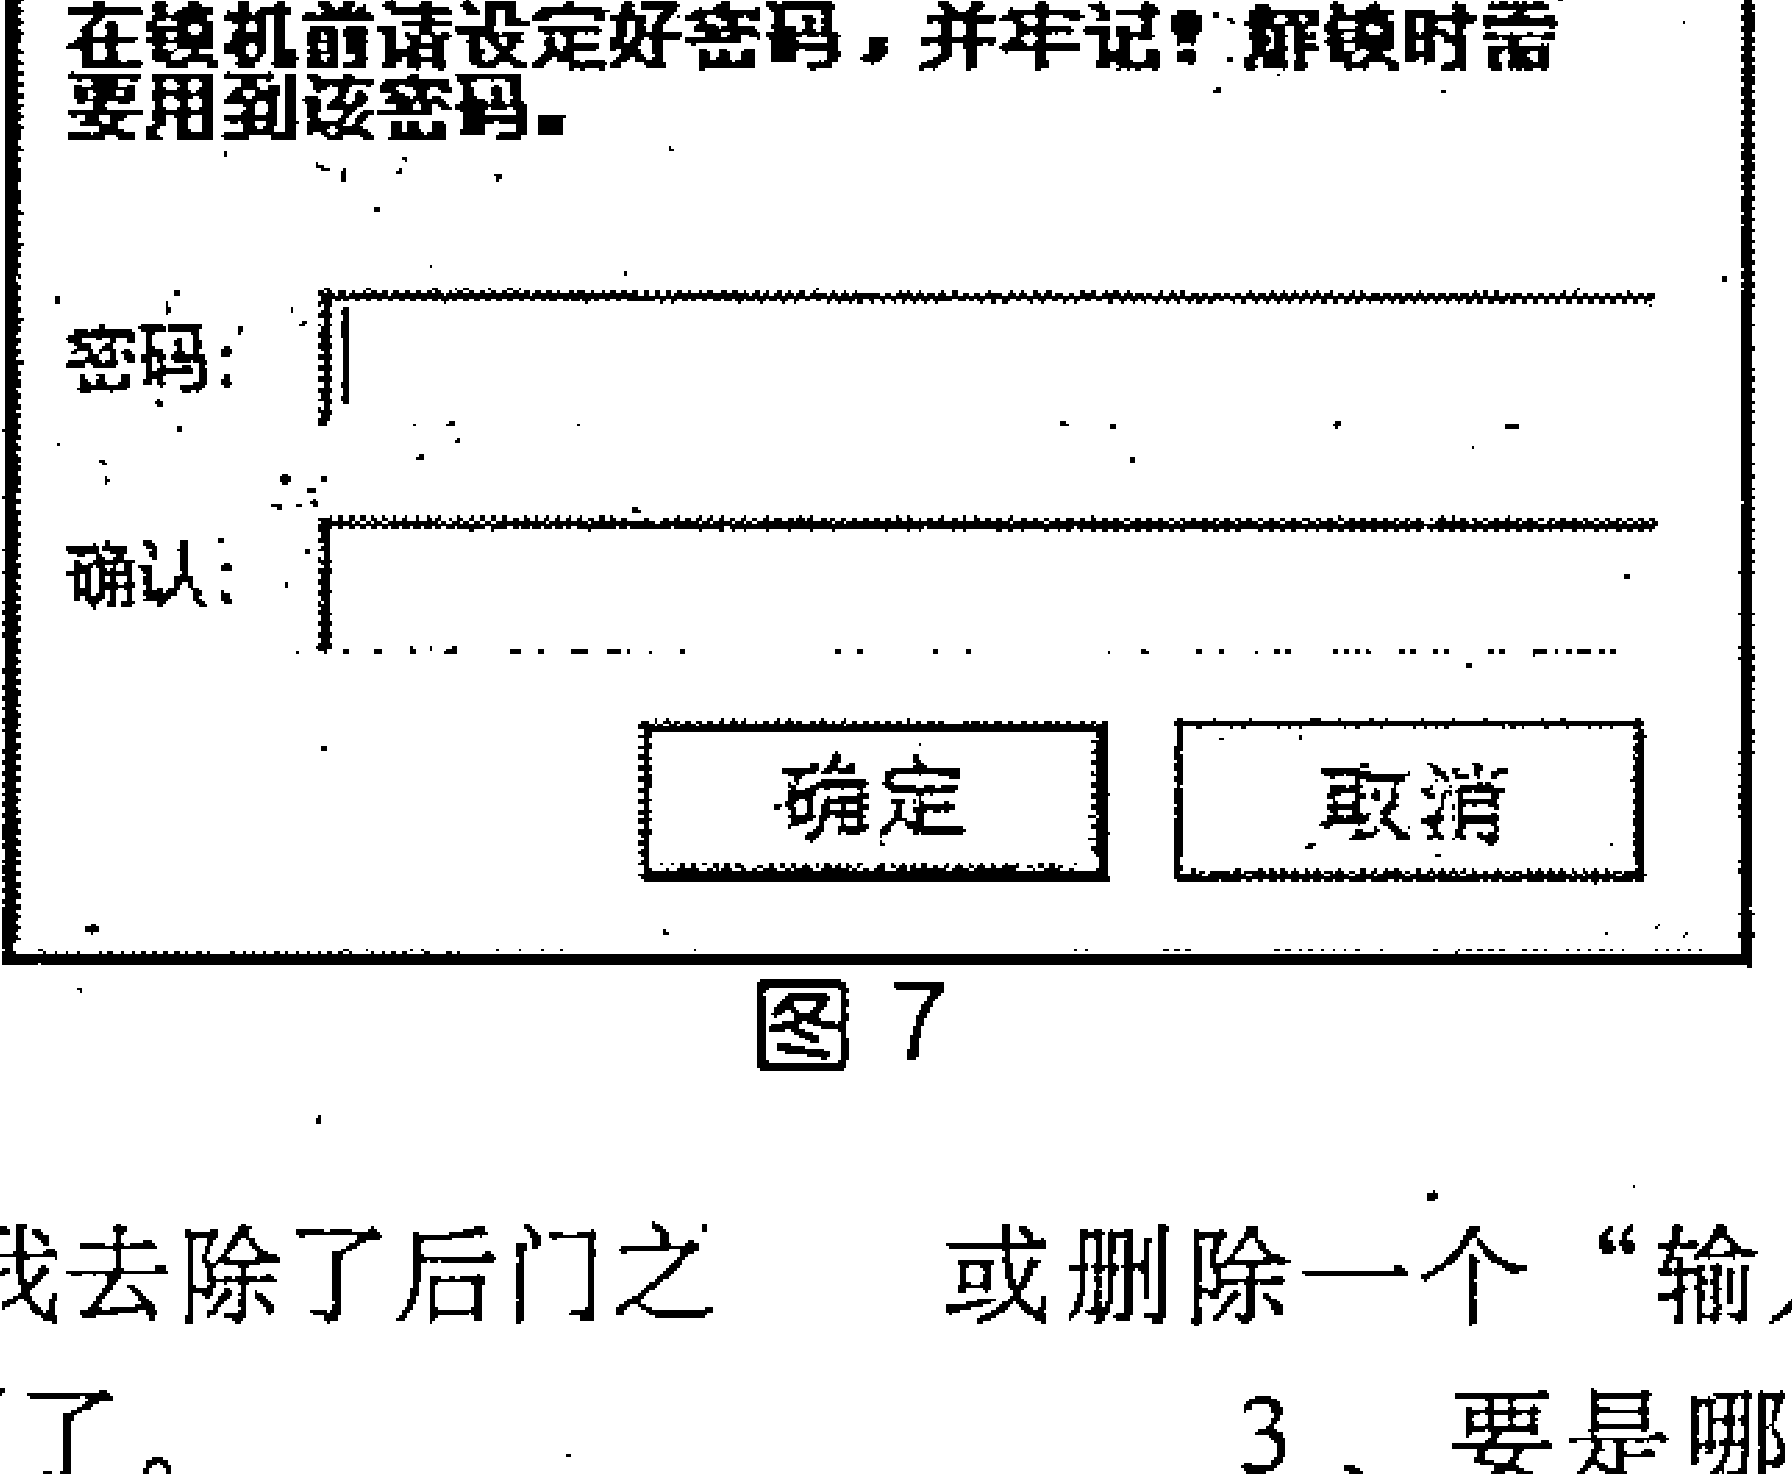 在锁机前请设定好密码，并牢记！解锁时需
要用到该密码。
密码：
确认：
确定 取消
图 7
我去除了后门之
了。
或删除一个“输
3、要是哪